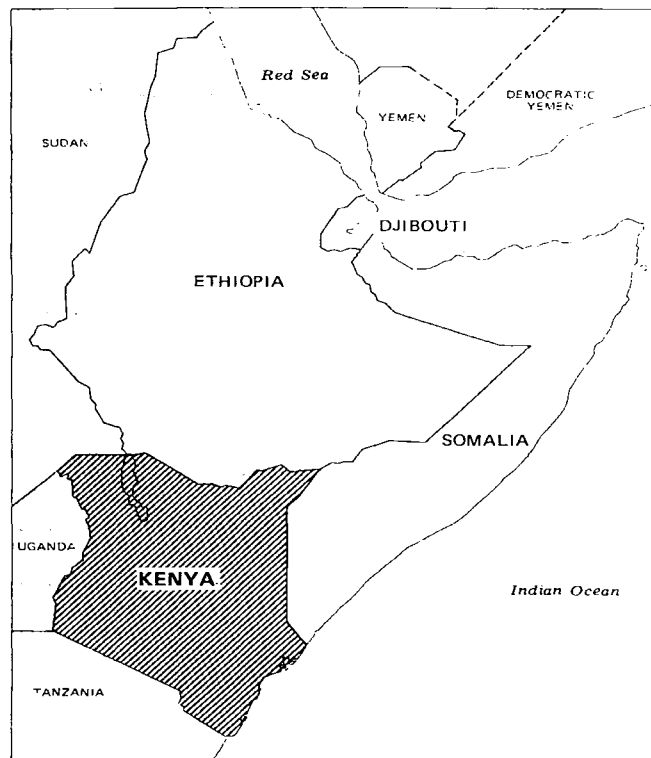 Red Sea
DEMOCRATIC
YEMEN
YEMEN
SUDAN
DJIBOUTI
ETHIOPIA
SOMALIA
UGANDA
KENYA
Indian Ocean
TANZANIA